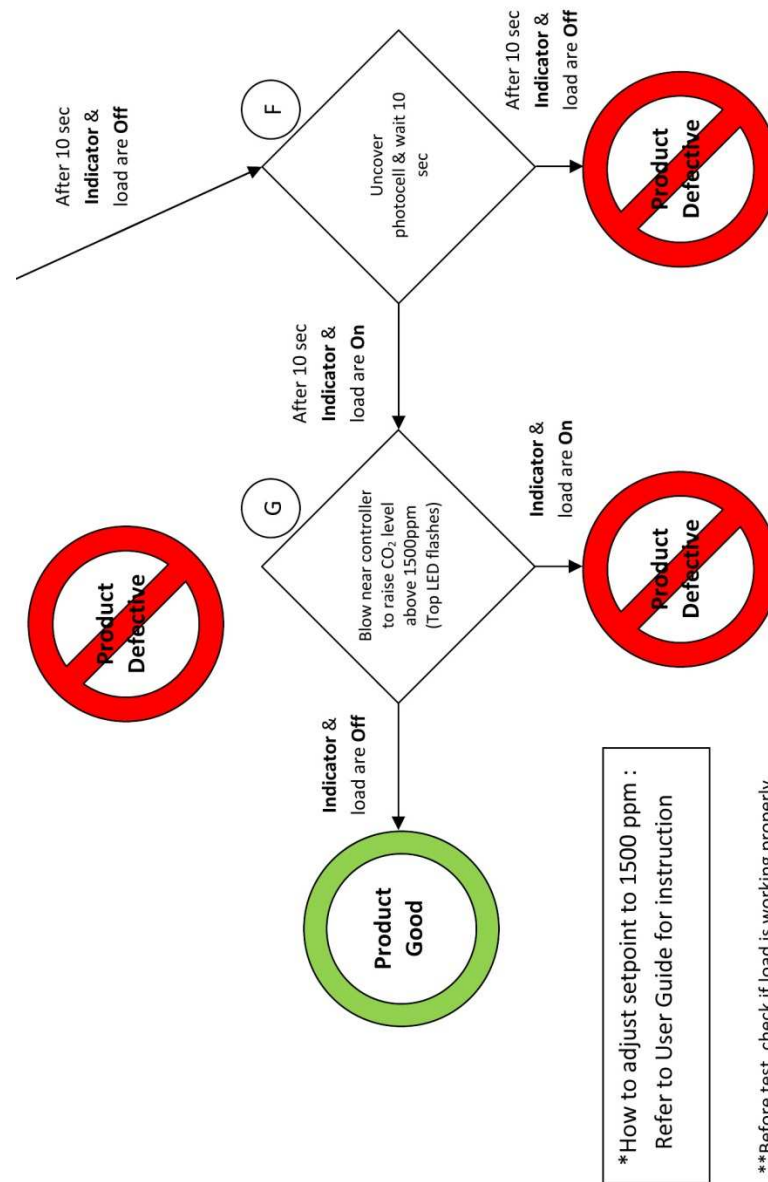 After 10 sec
Indicator &
load are Off
F
Uncover
photocell & wait 10
sec
After 10 sec
Indicator &
load are Off
Product
Defective
After 10 sec
Indicator &
load are On
Product
Defective
G
Blow near controller
to raise CO₂ level
above 1500ppm
(Top LED flashes)
Indicator &
load are On
Product
Defective
Indicator &
load are Off
Product
Good
*How to adjust setpoint to 1500 ppm :
Refer to User Guide for instruction
**Before test, check if load is working properly